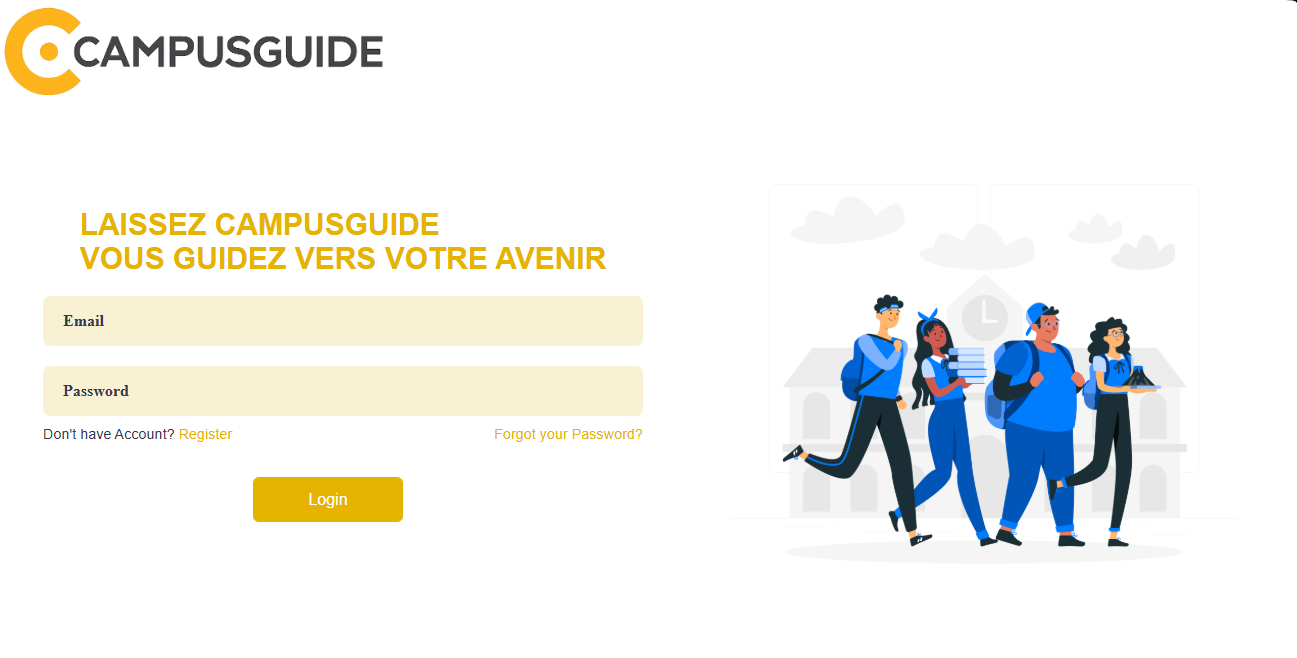 CAMPUSGUIDE
LAISSEZ CAMPUSGUIDE
VOUS GUIDEZ VERS VOTRE AVENIR
Email
Password
Don't have Account? Register
Forgot your Password?
Login